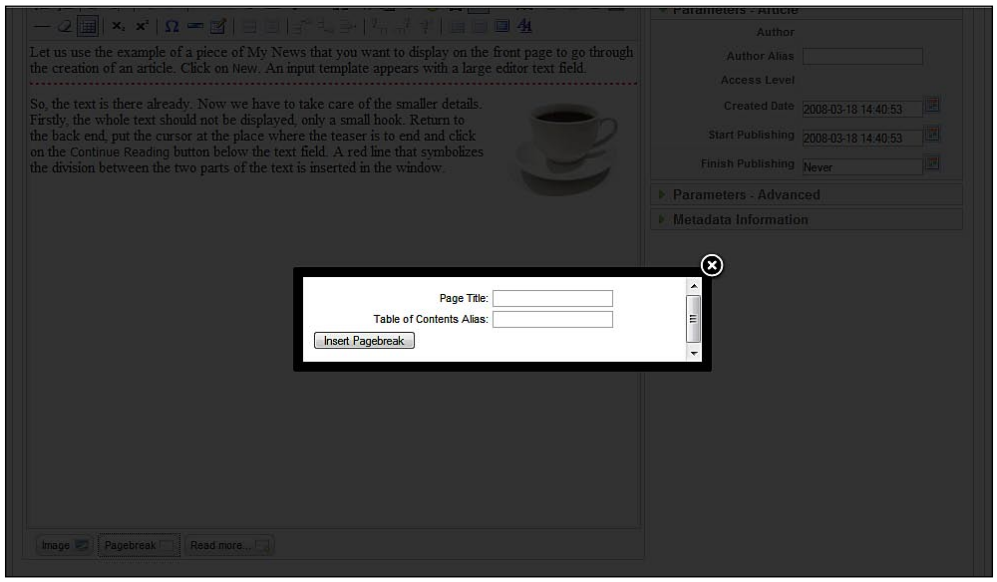 Parameters - Article
Let us use the example of a piece of My News that you want to display on the front page to go through
the creation of an article. Click on New. An input template appears with a large editor text field.
So, the text is there already. Now we have to take care of the smaller details.
Firstly, the whole text should not be displayed, only a small hook. Return to
the back end, put the cursor at the place where the teaser is to end and click
on the Continue Reading button below the text field. A red line that symbolizes
the division between the two parts of the text is inserted in the window.
Author
Author Alias
Access Level
Created Date 2008-03-18 14:40:53
Start Publishing 2008-03-18 14:40:53
Finish Publishing Never
Parameters - Advanced
Metadata Information
Page Title:
Table of Contents Alias:
Insert Pagebreak
Image Pagebreak Read more...